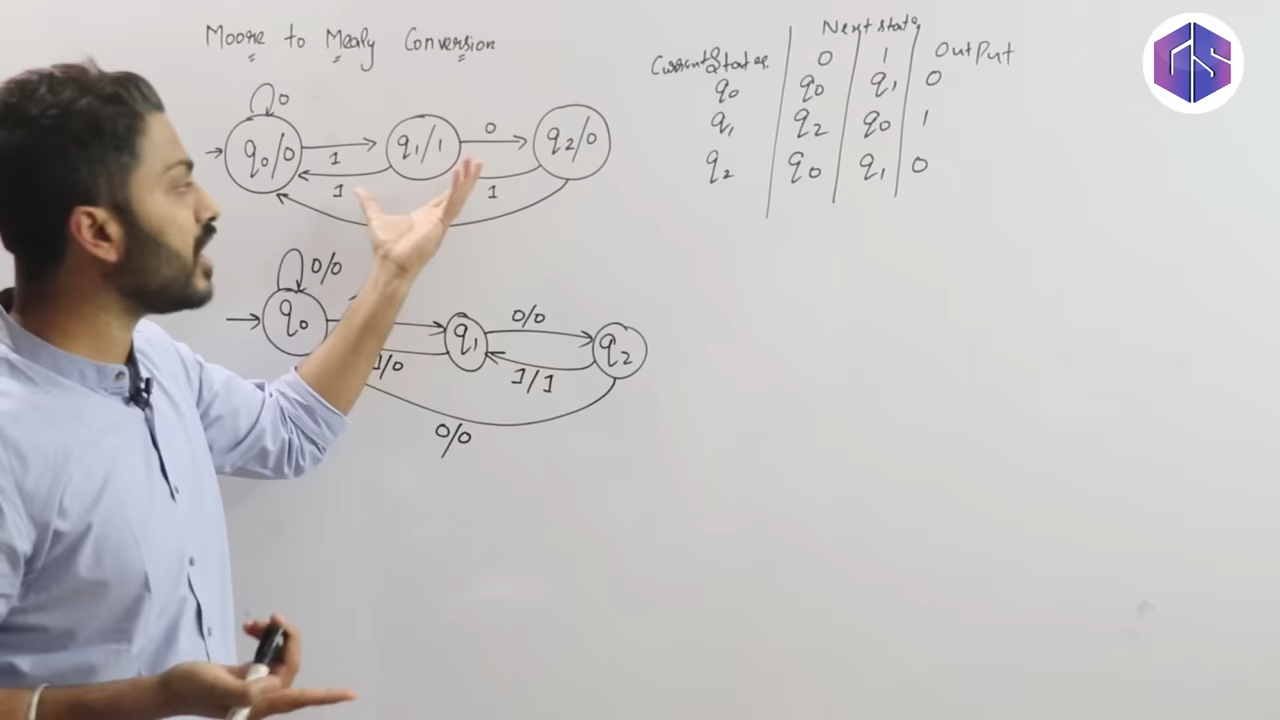 Moore to Mealy Conversion
0
q0/0
1
1
q1/1
0
1
q2/0
0/0
q0
1/0
q1
0/0
1/1
q2
0/0
Next state
Current State 0 1 Output
q0 q0 q1 0
q1 q2 q0 1
q2 q0 q1 0
GS